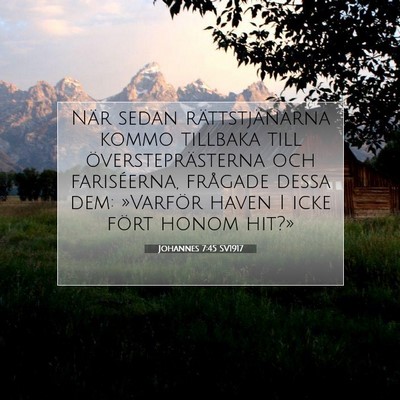 När sedan rättstjänarna
kommo tillbaka till
översteprästerna och
fariséerna, frågade dessa
dem: »Varför haven I icke
fört honom hit?»
Johannes 7:45 SV1917